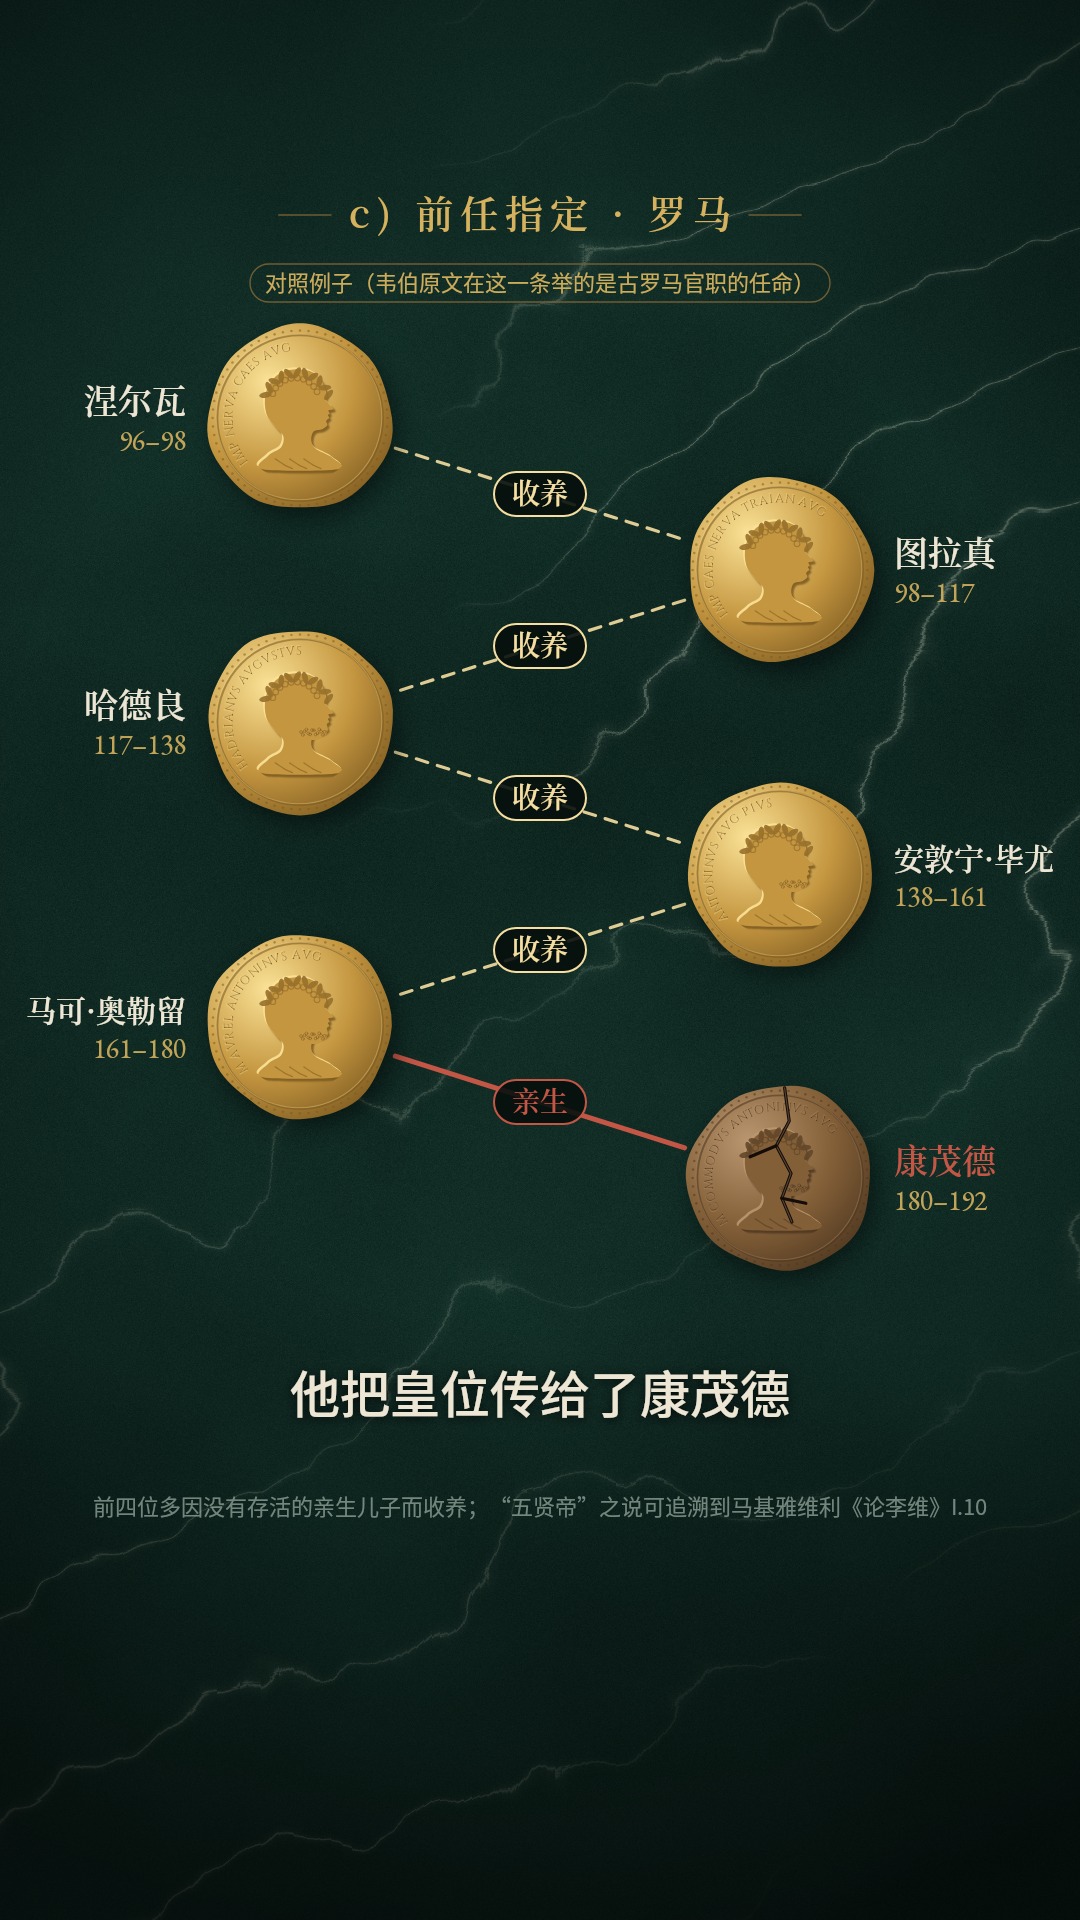 c) 前任指定 · 罗马
对照例子（韦伯原文在这一条举的是古罗马官职的任命）
IMP NERVA CAES AVG
涅尔瓦
96–98
收养
IMP CAES NERVA TRAIAN AVG
图拉真
98–117
收养
HADRIANVS AVGVSTVS
哈德良
117–138
收养
ANTONINVS AVG PIVS
安敦宁·毕尤
138–161
收养
M AVREL ANTONINVS AVG
马可·奥勒留
161–180
亲生
M COMMODVS ANTONINVS AVG
康茂德
180–192
他把皇位传给了康茂德
前四位多因没有存活的亲生儿子而收养；“五贤帝”之说可追溯到马基雅维利《论李维》I.10